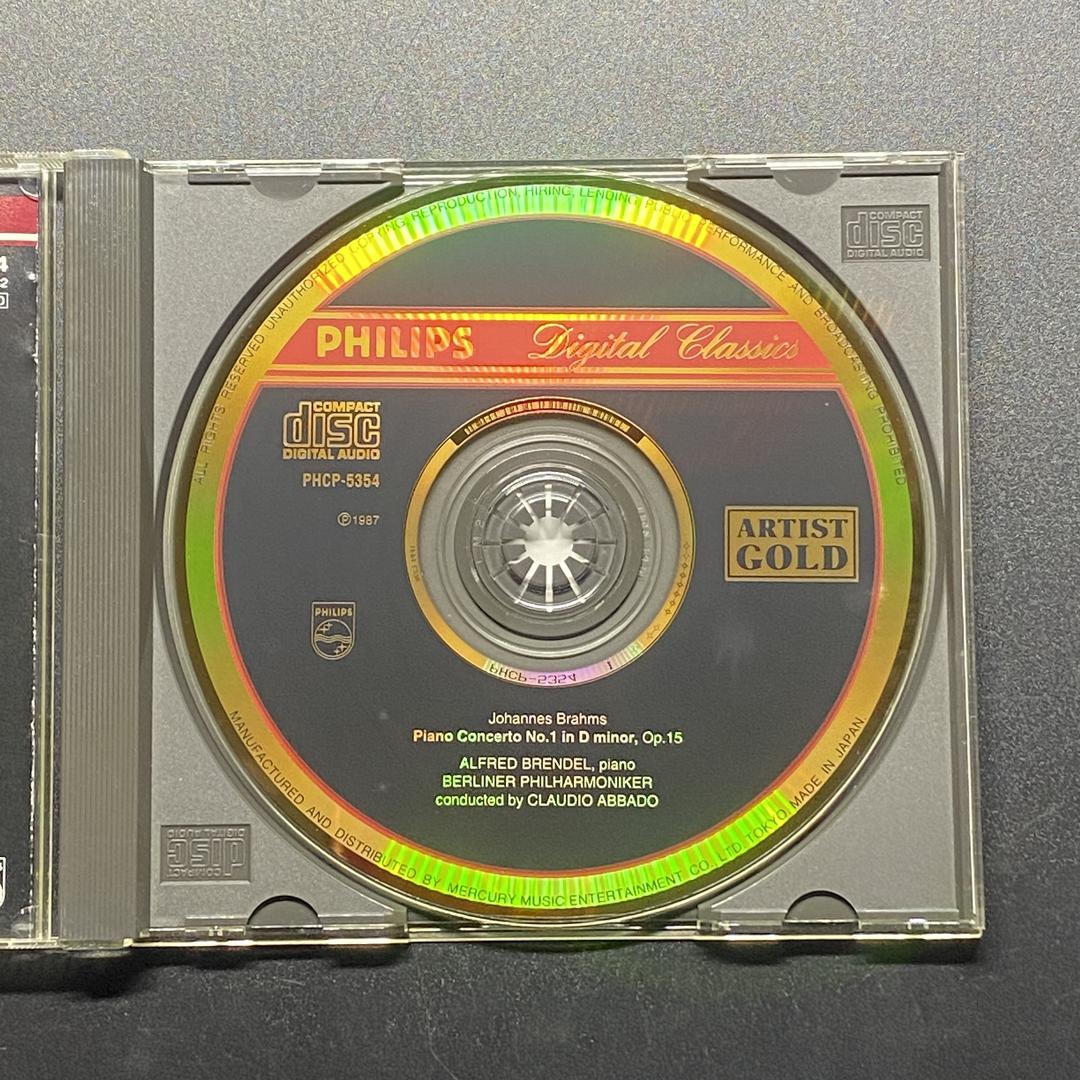 ALL RIGHTS RESERVED UNAUTHORIZED COPYING, REPRODUCTION, HIRING, LENDING, PUBLIC PERFORMANCE AND BROADCASTING PROHIBITED
COMPACT
disc
DIGITAL AUDIO
PHILIPS Digital Classics
COMPACT
disc
DIGITAL AUDIO
PHCP-5354
℗1987
ARTIST
GOLD
PHILIPS
PHCP-5354 1
Johannes Brahms
Piano Concerto No.1 in D minor, Op.15
ALFRED BRENDEL, piano
BERLINER PHILHARMONIKER
conducted by CLAUDIO ABBADO
MANUFACTURED AND DISTRIBUTED BY MERCURY MUSIC ENTERTAINMENT CO., LTD. TOKYO MADE IN JAPAN.
COMPACT
disc
DIGITAL AUDIO